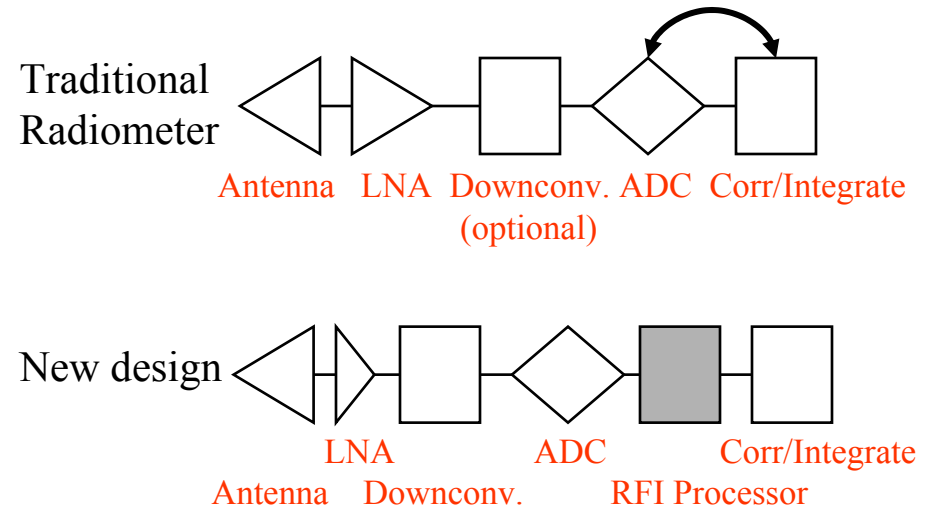 Traditional
Radiometer
Antenna LNA Downconv. ADC Corr/Integrate
(optional)
New design
LNA ADC Corr/Integrate
Antenna Downconv. RFI Processor